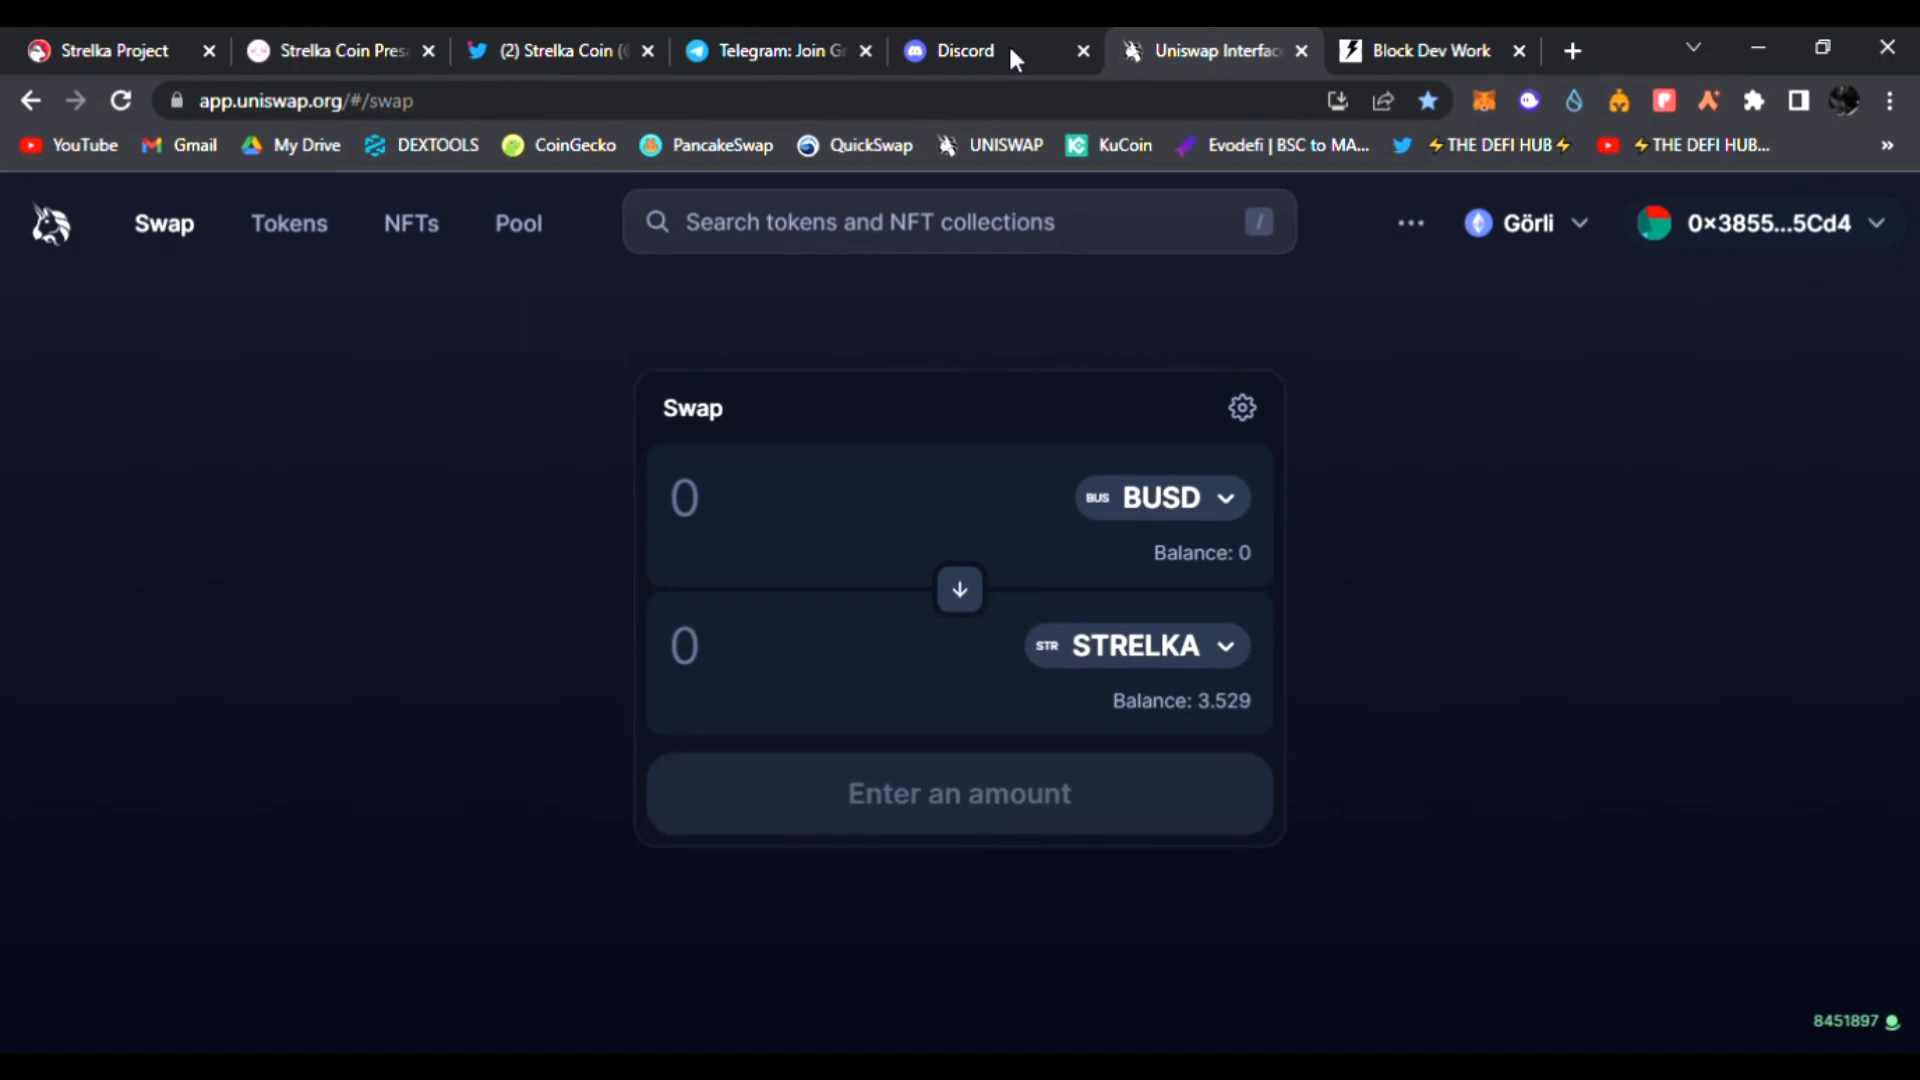 Strelka Project
Strelka Coin Pres
(2) Strelka Coin (
Telegram: Join Gr
Discord
Uniswap Interfac
Block Dev Work
app.uniswap.org/#/swap
YouTube
Gmail
My Drive
DEXTOOLS
CoinGecko
PancakeSwap
QuickSwap
UNISWAP
KuCoin
Evodefi | BSC to MA...
⚡THE DEFI HUB⚡
⚡THE DEFI HUB...
»
Swap
Tokens
NFTs
Pool
Search tokens and NFT collections
/
Görli
0×3855...5Cd4
Swap
0
BUS BUSD
Balance: 0
0
STR STRELKA
Balance: 3.529
Enter an amount
8451897